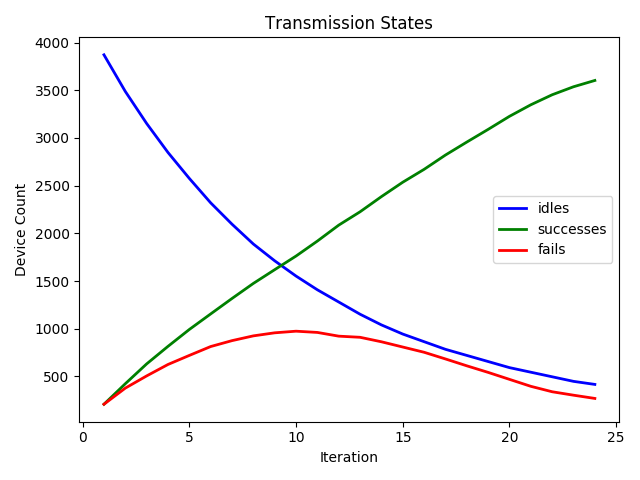 Transmission States
4000
3500
3000
2500
2000
1500
1000
500
Device Count
idles
successes
fails
0 5 10 15 20 25
Iteration